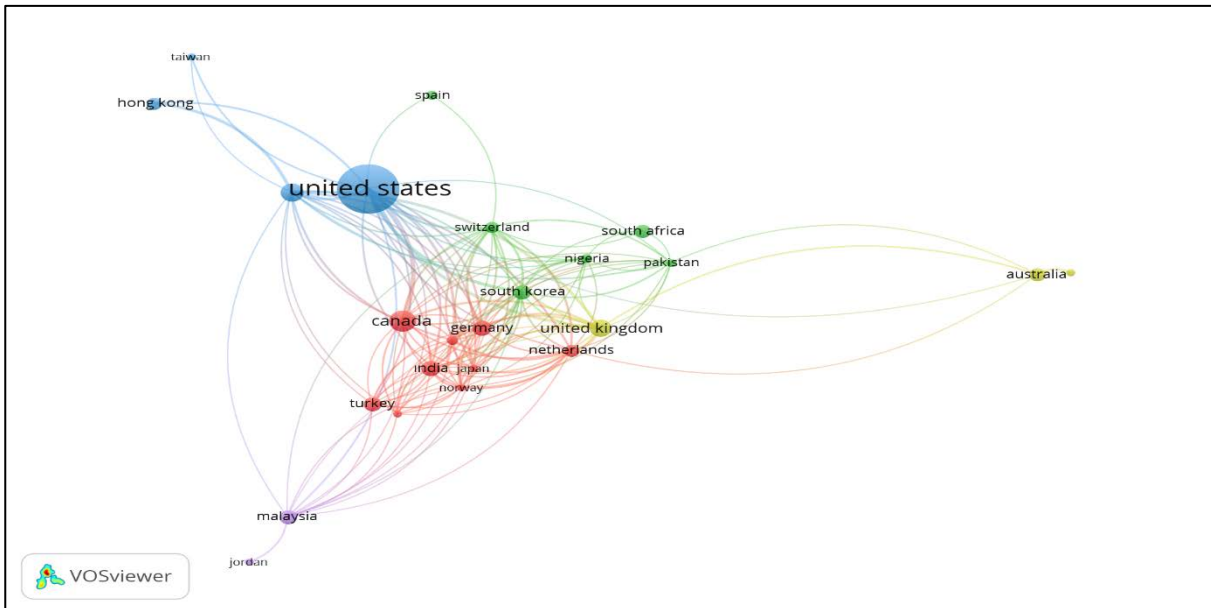 taiwan
hong kong
spain
united states
switzerland
south africa
nigeria
pakistan
australia
south korea
canada
germany
united kingdom
netherlands
india
japan
norway
turkey
malaysia
jordan
VOSviewer